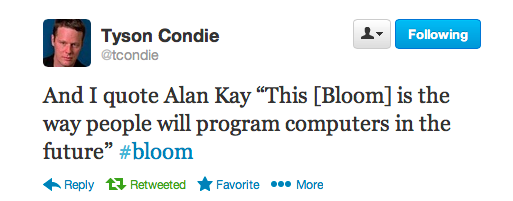 Tyson Condie
@tcondie
Following
And I quote Alan Kay “This [Bloom] is the
way people will program computers in the
future” #bloom
Reply Retweeted Favorite More